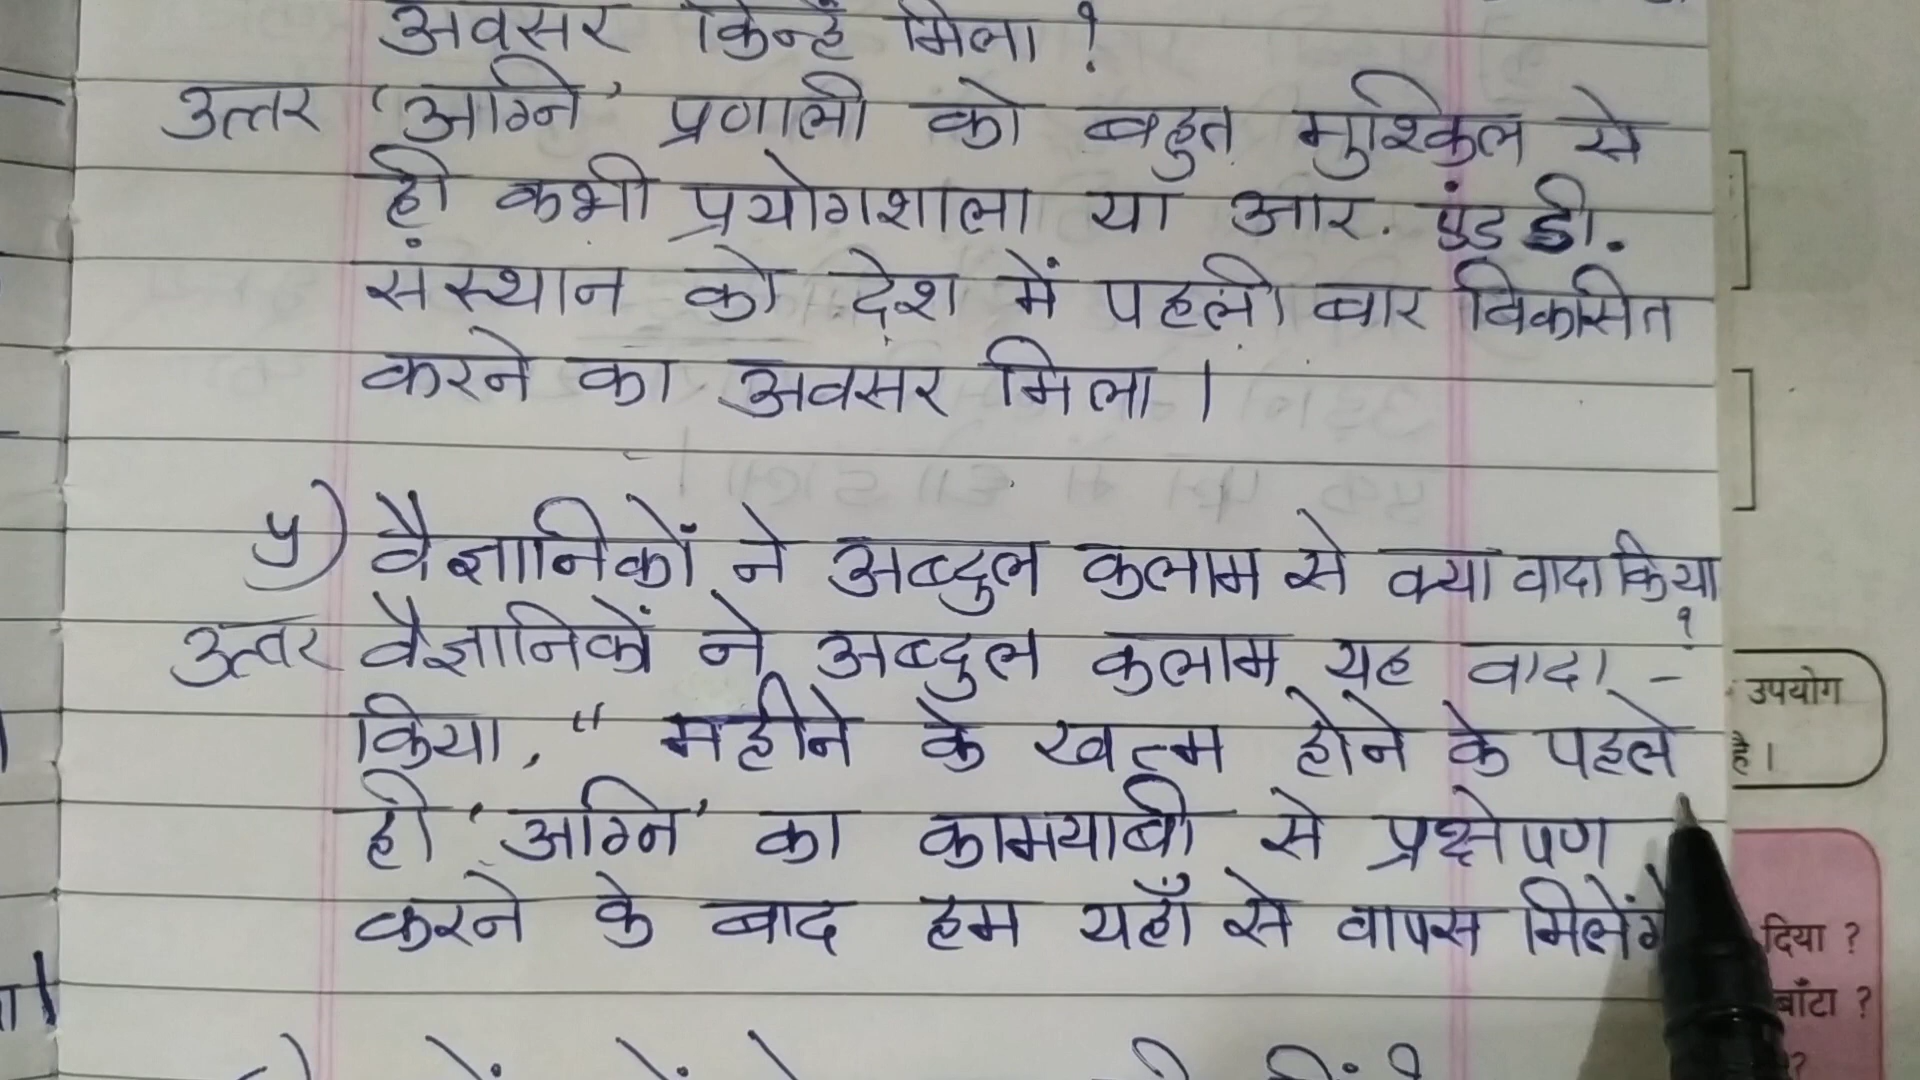 अवसर किन्हें मिला ?
उत्तर 'अग्नि' प्रणाली को बहुत मुश्किल से
ही कभी प्रयोगशाला या आर. एंड डी.
संस्थान को देश में पहली बार विकसित
करने का अवसर मिला ।
५) वैज्ञानिकों ने अब्दुल कलाम से क्या वादा किया
?
उत्तर वैज्ञानिकों ने अब्दुल कलाम यह वादा -
किया, " महीने के खत्म होने के पहले
ही 'अग्नि' का कामयाबी से प्रक्षेपण
करने के बाद हम यहाँ से वापस मिलेंगे
उपयोग
है ।
दिया ?
बाँटा ?